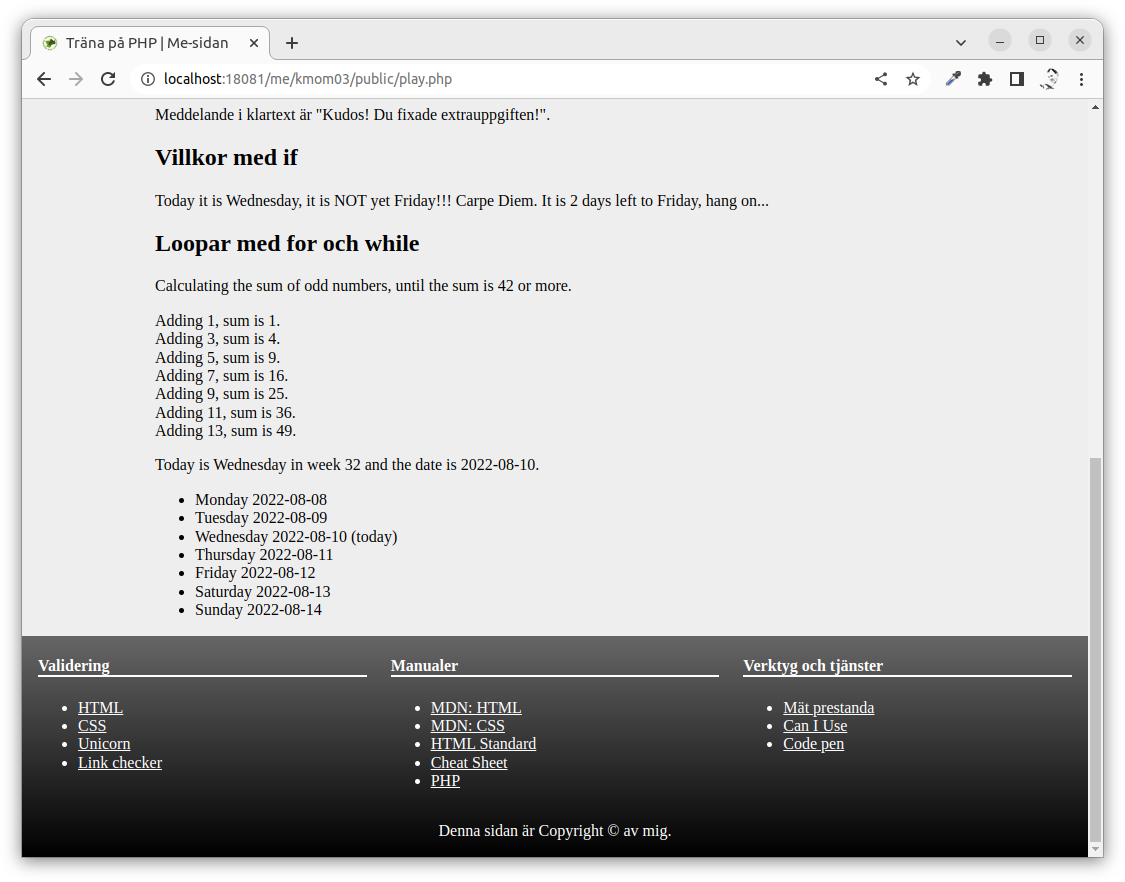 Träna på PHP | Me-sidan
localhost:18081/me/kmom03/public/play.php
Meddelande i klartext är "Kudos! Du fixade extrauppgiften!".
Villkor med if
Today it is Wednesday, it is NOT yet Friday!!! Carpe Diem. It is 2 days left to Friday, hang on...
Loopar med for och while
Calculating the sum of odd numbers, until the sum is 42 or more.
Adding 1, sum is 1.
Adding 3, sum is 4.
Adding 5, sum is 9.
Adding 7, sum is 16.
Adding 9, sum is 25.
Adding 11, sum is 36.
Adding 13, sum is 49.
Today is Wednesday in week 32 and the date is 2022-08-10.
Monday 2022-08-08
Tuesday 2022-08-09
Wednesday 2022-08-10 (today)
Thursday 2022-08-11
Friday 2022-08-12
Saturday 2022-08-13
Sunday 2022-08-14
Validering
HTML
CSS
Unicorn
Link checker
Manualer
MDN: HTML
MDN: CSS
HTML Standard
Cheat Sheet
PHP
Verktyg och tjänster
Mät prestanda
Can I Use
Code pen
Denna sidan är Copyright © av mig.